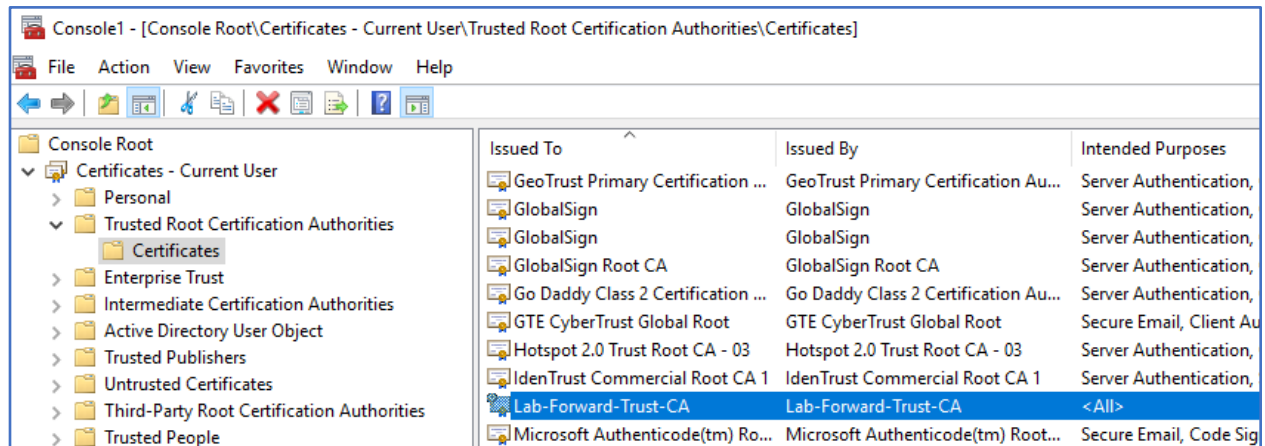 Console1 - [Console Root\Certificates - Current User\Trusted Root Certification Authorities\Certificates]
File Action View Favorites Window Help
Console Root
Certificates - Current User
Personal
Trusted Root Certification Authorities
Certificates
Enterprise Trust
Intermediate Certification Authorities
Active Directory User Object
Trusted Publishers
Untrusted Certificates
Third-Party Root Certification Authorities
Trusted People
Issued To Issued By Intended Purposes
GeoTrust Primary Certification ... GeoTrust Primary Certification Au... Server Authentication,
GlobalSign GlobalSign Server Authentication,
GlobalSign GlobalSign Server Authentication,
GlobalSign Root CA GlobalSign Root CA Server Authentication,
Go Daddy Class 2 Certification ... Go Daddy Class 2 Certification Au... Server Authentication,
GTE CyberTrust Global Root GTE CyberTrust Global Root Secure Email, Client Au
Hotspot 2.0 Trust Root CA - 03 Hotspot 2.0 Trust Root CA - 03 Server Authentication,
IdenTrust Commercial Root CA 1 IdenTrust Commercial Root CA 1 Server Authentication,
Lab-Forward-Trust-CA Lab-Forward-Trust-CA <All>
Microsoft Authenticode(tm) Ro... Microsoft Authenticode(tm) Root... Secure Email, Code Sig